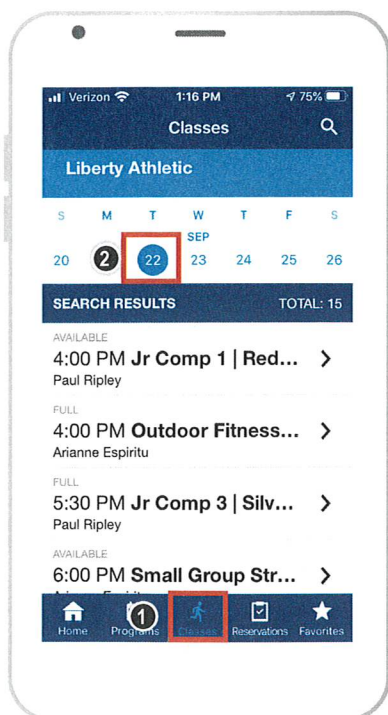 Verizon 1:16 PM 75%
Classes
Liberty Athletic
S M T W T F S
SEP
20 2 22 23 24 25 26
SEARCH RESULTS TOTAL: 15
AVAILABLE
4:00 PM Jr Comp 1 | Red...
Paul Ripley
FULL
4:00 PM Outdoor Fitness...
Arianne Espiritu
FULL
5:30 PM Jr Comp 3 | Silv...
Paul Ripley
AVAILABLE
6:00 PM Small Group Str...
1
Home Programs Classes Reservations Favorites